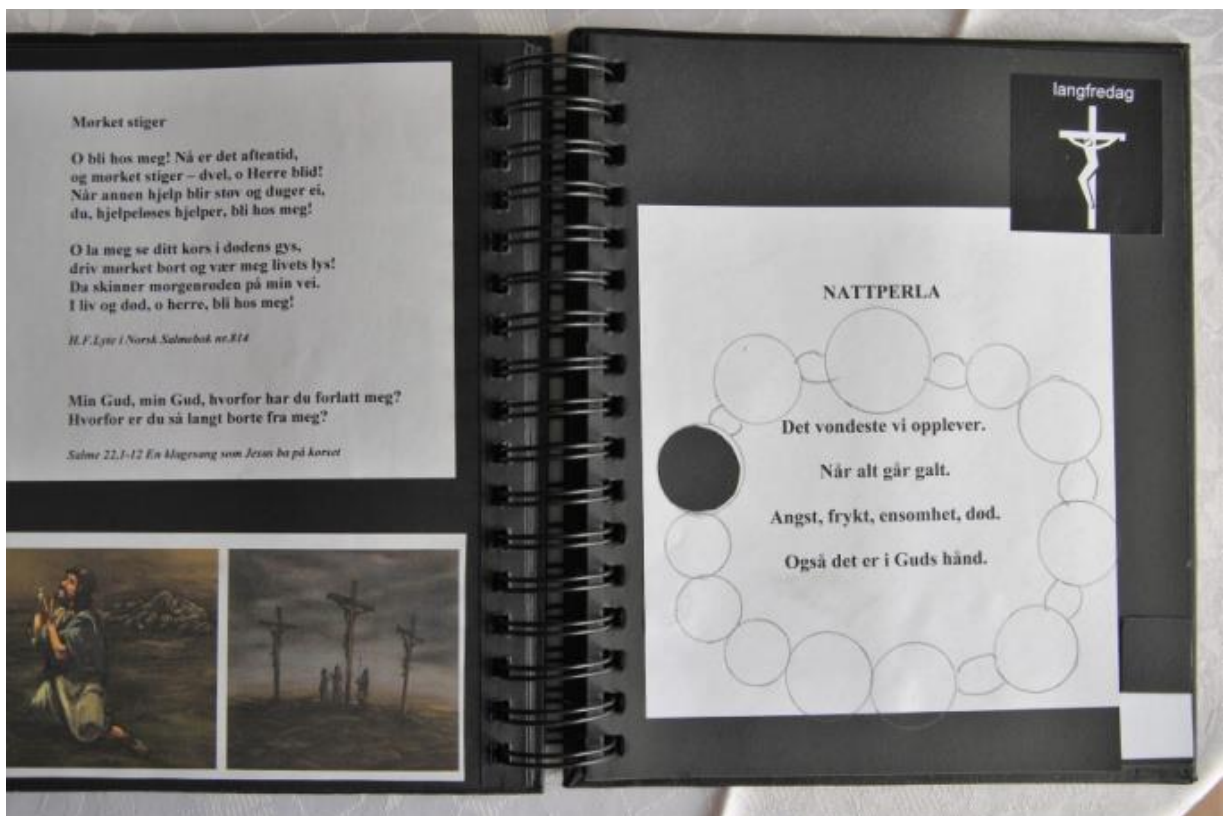 Mørket stiger
O bli hos meg! Nå er det aftentid,
og mørket stiger – dvel, o Herre blid!
Når annen hjelp blir støv og duger ei,
du, hjelpeløses hjelper, bli hos meg!
O la meg se ditt kors i dødens gys,
driv mørket bort og vær meg livets lys!
Da skinner morgenrøden på min vei.
I liv og død, o herre, bli hos meg!
H.F.Lyte i Norsk Salmebok nr.814
Min Gud, min Gud, hvorfor har du forlatt meg?
Hvorfor er du så langt borte fra meg?
Salme 22,1-12 En klagesang som Jesus ba på korset
langfredag
NATTPERLA
Det vondeste vi opplever.
Når alt går galt.
Angst, frykt, ensomhet, død.
Også det er i Guds hånd.